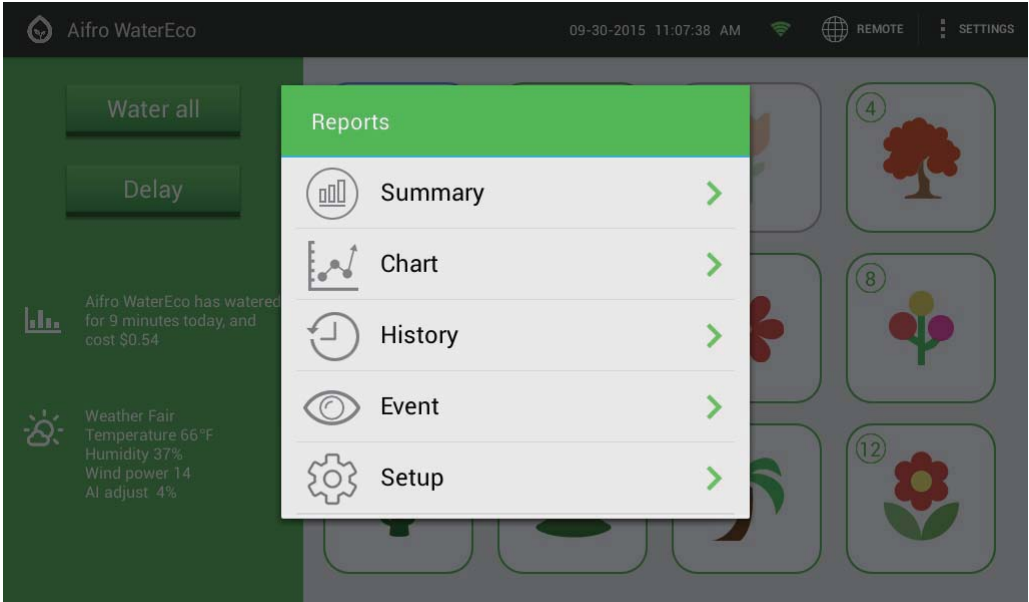 Aifro WaterEco
09-30-2015 11:07:38 AM
REMOTE
SETTINGS
Water all
Delay
Aifro WaterEco has watered
for 9 minutes today, and
cost $0.54
Weather Fair
Temperature 66°F
Humidity 37%
Wind power 14
AI adjust 4%
Reports
Summary
Chart
History
Event
Setup
4
8
12